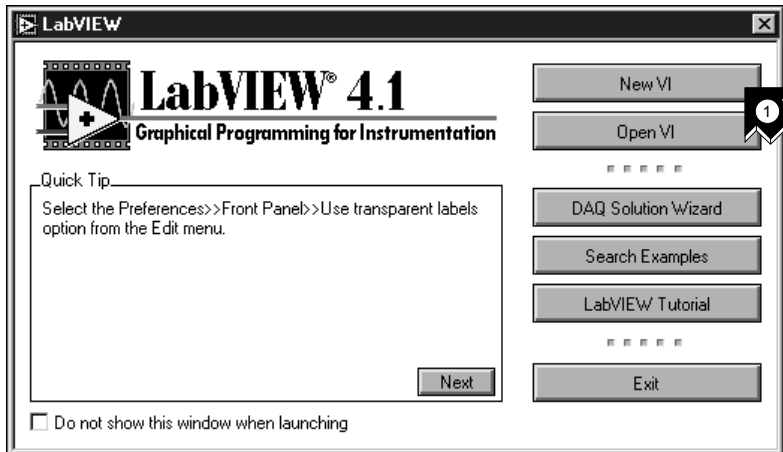 LabVIEW
LabVIEW® 4.1
Graphical Programming for Instrumentation
Quick Tip
Select the Preferences>>Front Panel>>Use transparent labels
option from the Edit menu.
Next
Do not show this window when launching
New VI
1
Open VI
DAQ Solution Wizard
Search Examples
LabVIEW Tutorial
Exit